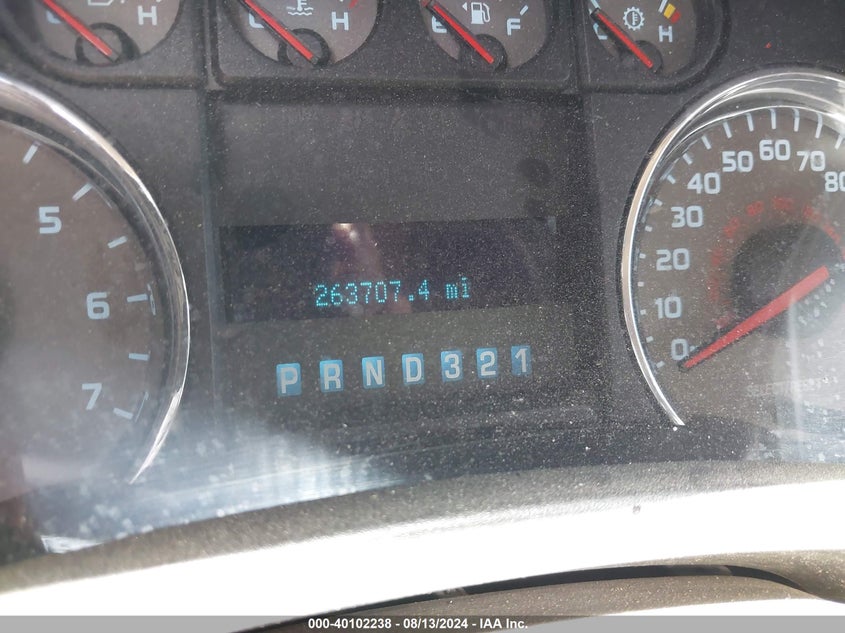 C H C H E F C H
5
6
7
263707.4 mi
P R N D 3 2 1
0 10 20 30 40 50 60 70 80
000-40102238 - 08/13/2024 - IAA Inc.